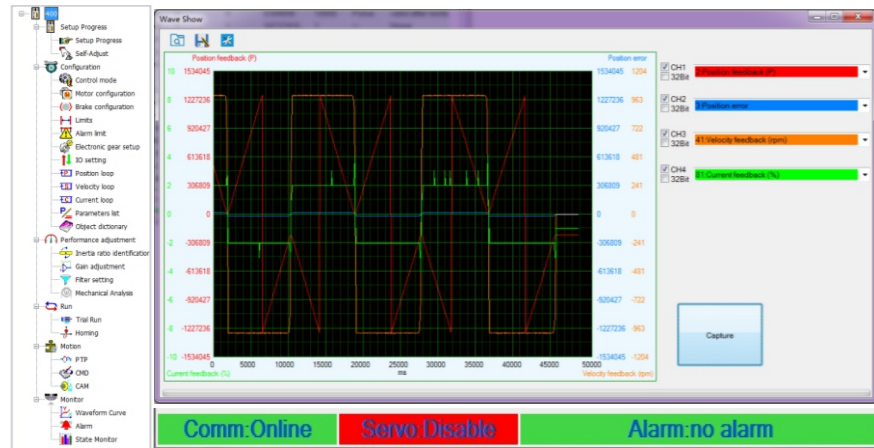 400
Setup Progress
Setup Progress
Self-Adjust
Configuration
Control mode
Motor configuration
Brake configuration
Limits
Alarm limit
Electronic gear setup
IO setting
Position loop
Velocity loop
Current loop
Parameters list
Object dictionary
Performance adjustment
Inertia ratio identification
Gain adjustment
Filter setting
Mechanical Analysis
Run
Trial Run
Homing
Motion
PTP
CMD
CAM
Monitor
Waveform Curve
Alarm
State Monitor
Wave Show
Position feedback (P) Position error
10 1534045 1534045 1204
8 1227236 1227236 963
6 920427 920427 722
4 613618 613618 481
2 306809 306809 241
0 0 0 0
-2 -306809 -306809 -241
-4 -613618 -613618 -481
-6 -920427 -920427 -722
-8 -1227236 -1227236 -963
-10 -1534045 -1534045 -1204
0 5000 10000 15000 20000 25000 30000 35000 40000 45000 50000
ms
Current feedback (%) Velocity feedback (rpm)
CH1
32Bit
2:Position feedback (P)
CH2
32Bit
3:Position error
CH3
32Bit
41:Velocity feedback (rpm)
CH4
32Bit
81:Current feedback (%)
Capture
Comm:Online Servo:Disable Alarm:no alarm